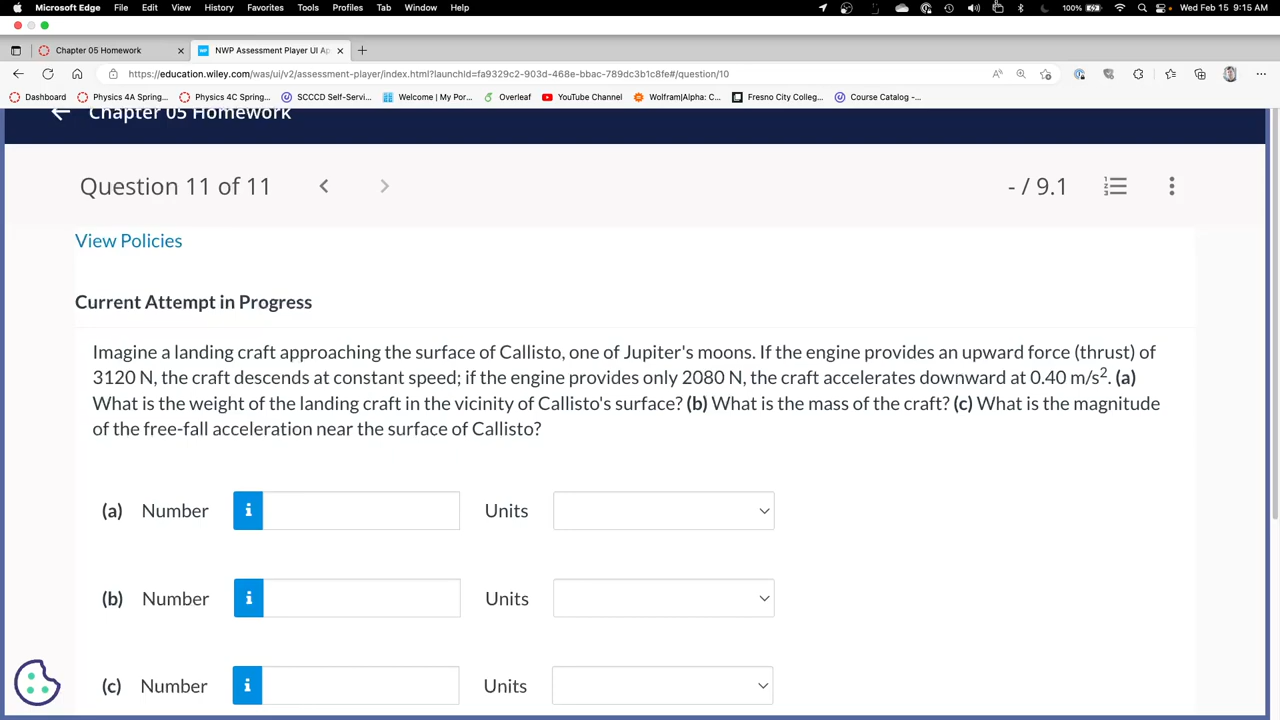 Microsoft Edge File Edit View History Favorites Tools Profiles Tab Window Help 100% Wed Feb 15 9:15 AM
Chapter 05 Homework NWP Assessment Player UI Ap
https://education.wiley.com/was/ui/v2/assessment-player/index.html?launchId=fa9329c2-903d-468e-bbac-789dc3b1c8fe#/question/10
Dashboard Physics 4A Spring... Physics 4C Spring... SCCCD Self-Servi... Welcome | My Por... Overleaf YouTube Channel Wolfram|Alpha: C... Fresno City Colleg... Course Catalog -...
Chapter 05 Homework
Question 11 of 11 - / 9.1
View Policies
Current Attempt in Progress
Imagine a landing craft approaching the surface of Callisto, one of Jupiter's moons. If the engine provides an upward force (thrust) of
3120 N, the craft descends at constant speed; if the engine provides only 2080 N, the craft accelerates downward at 0.40 m/s². (a)
What is the weight of the landing craft in the vicinity of Callisto's surface? (b) What is the mass of the craft? (c) What is the magnitude
of the free-fall acceleration near the surface of Callisto?
(a) Number i Units
(b) Number i Units
(c) Number i Units